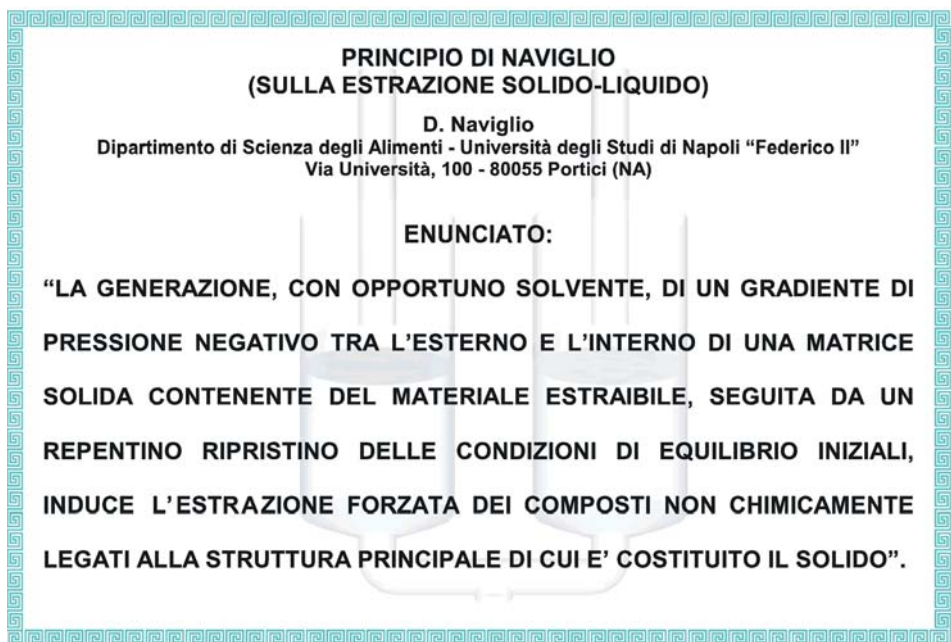 PRINCIPIO DI NAVIGLIO
(SULLA ESTRAZIONE SOLIDO-LIQUIDO)
D. Naviglio
Dipartimento di Scienza degli Alimenti - Università degli Studi di Napoli “Federico II”
Via Università, 100 - 80055 Portici (NA)
ENUNCIATO:
“LA GENERAZIONE, CON OPPORTUNO SOLVENTE, DI UN GRADIENTE DI
PRESSIONE NEGATIVO TRA L’ESTERNO E L’INTERNO DI UNA MATRICE
SOLIDA CONTENENTE DEL MATERIALE ESTRAIBILE, SEGUITA DA UN
REPENTINO RIPRISTINO DELLE CONDIZIONI DI EQUILIBRIO INIZIALI,
INDUCE L’ESTRAZIONE FORZATA DEI COMPOSTI NON CHIMICAMENTE
LEGATI ALLA STRUTTURA PRINCIPALE DI CUI E’ COSTITUITO IL SOLIDO”.